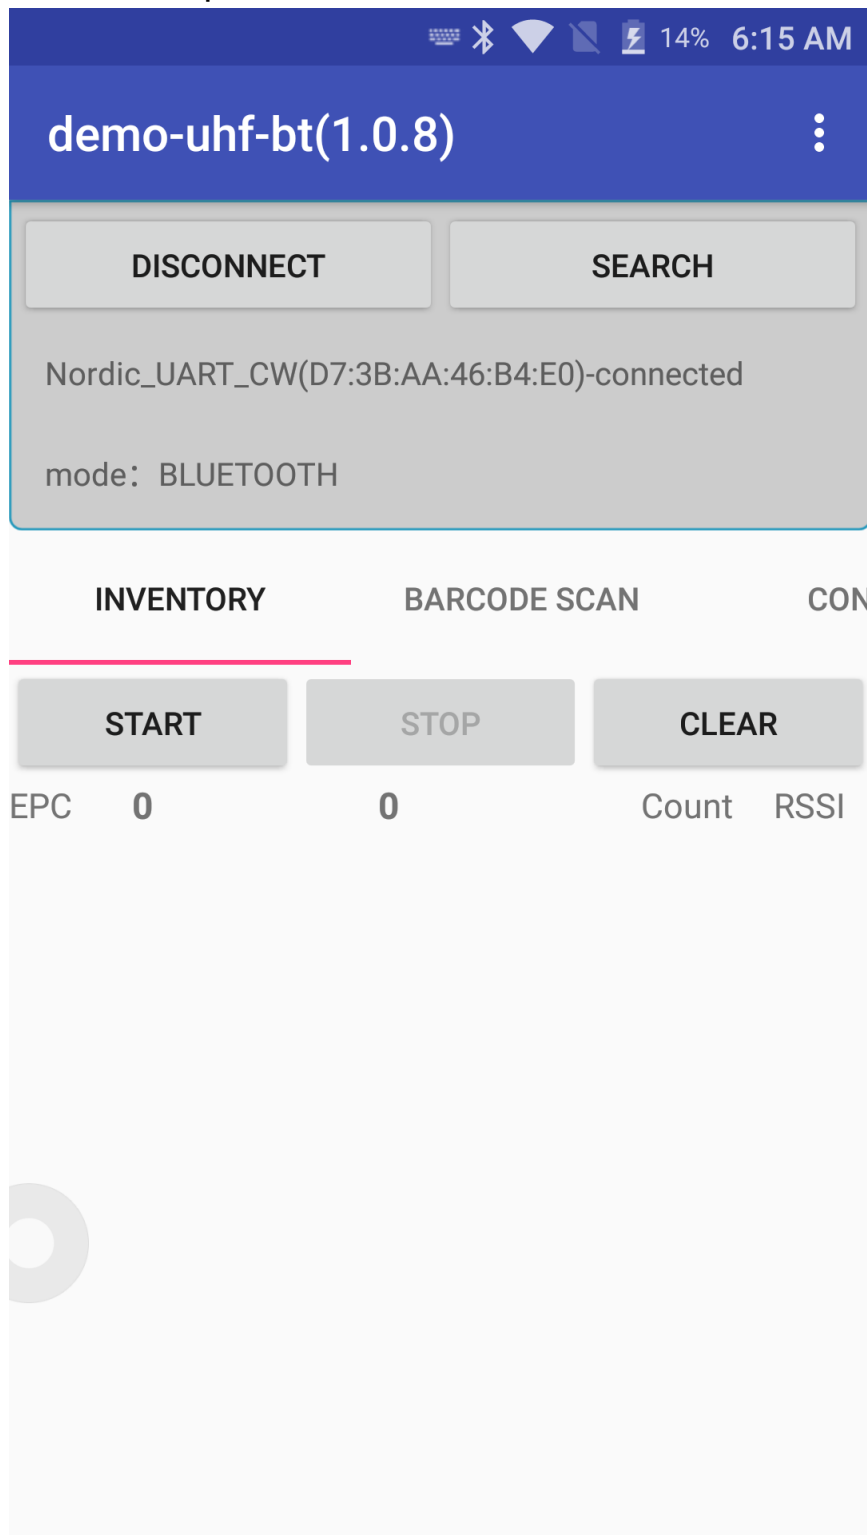 14% 6:15 AM
demo-uhf-bt(1.0.8)
DISCONNECT SEARCH
Nordic_UART_CW(D7:3B:AA:46:B4:E0)-connected
mode：BLUETOOTH
INVENTORY BARCODE SCAN CON
START STOP CLEAR
EPC 0 0 Count RSSI